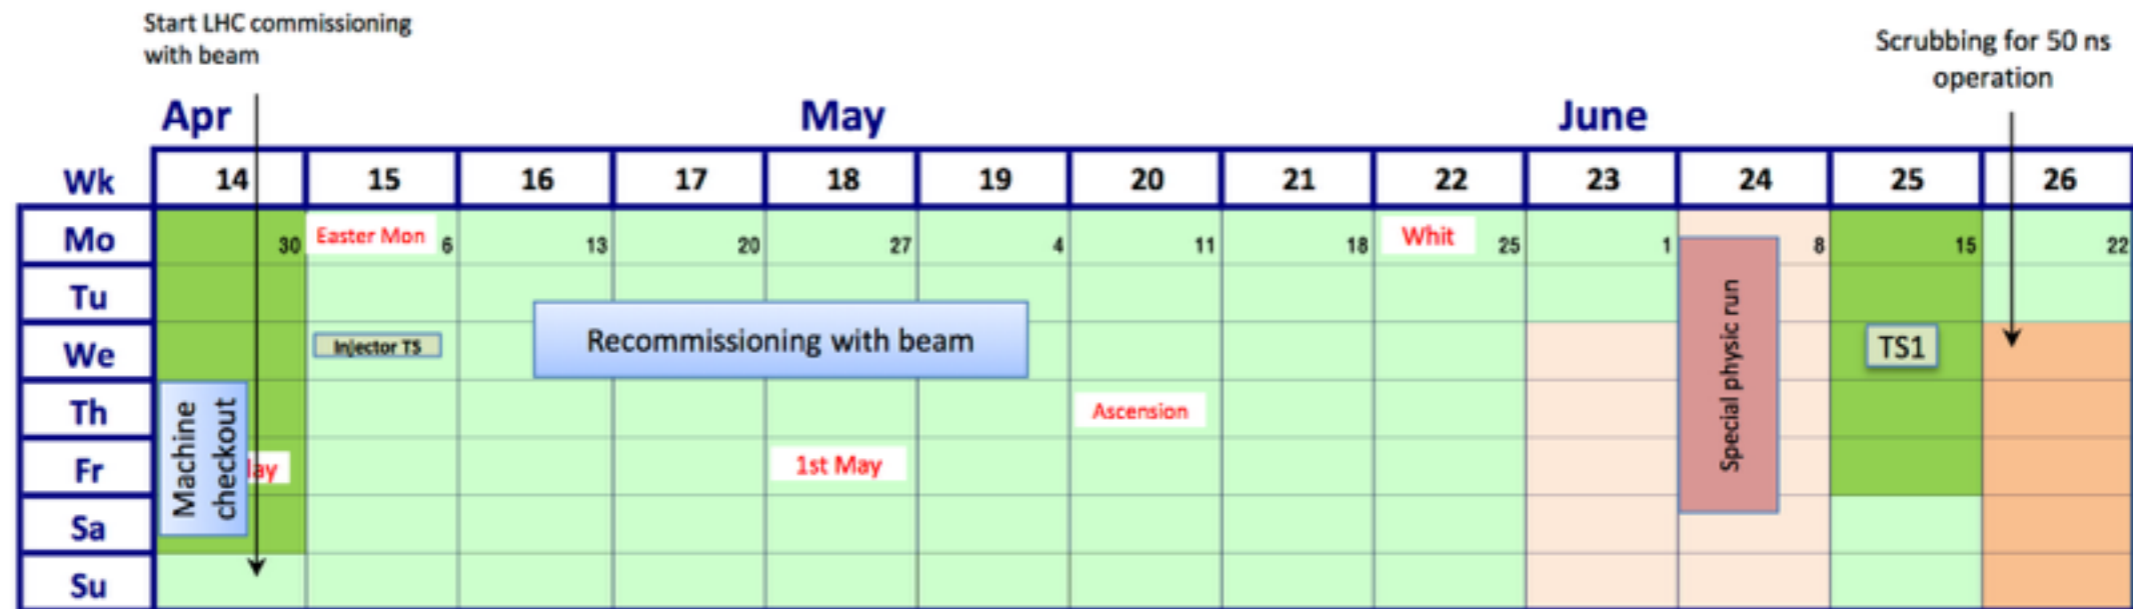 Start LHC commissioning
with beam
Scrubbing for 50 ns
operation
Apr May June
Wk 14 15 16 17 18 19 20 21 22 23 24 25 26
Mo 30 Easter Mon 6 13 20 27 4 11 18 Whit 25 1 8 15 22
Tu
We Injector TS Recommissioning with beam TS1
Th Ascension
Fr 1st May
Sa
Su
Machine
checkout
Special physic run